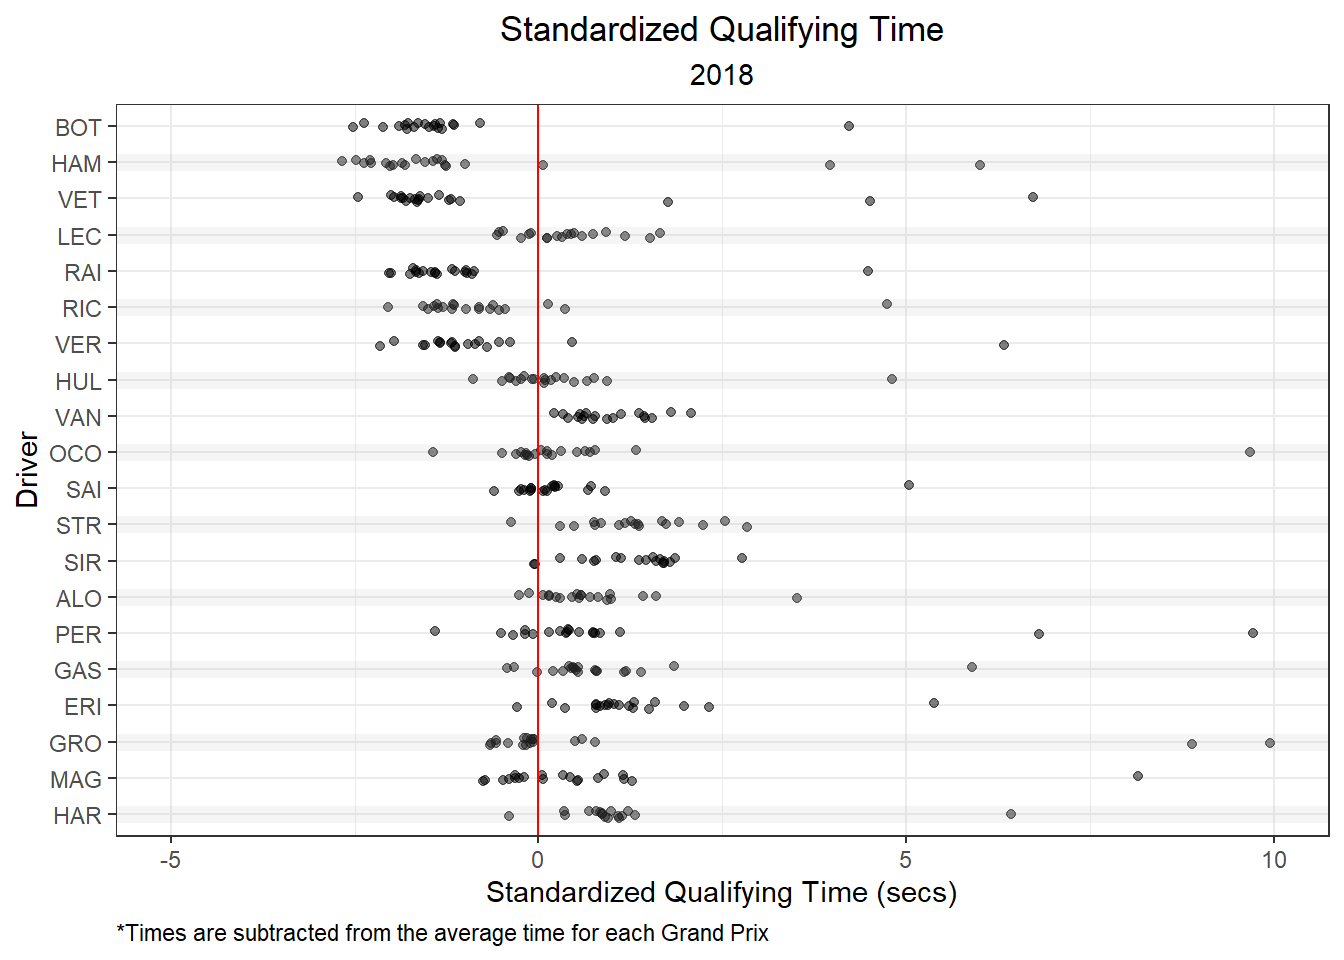 Standardized Qualifying Time
2018
Driver
BOT
HAM
VET
LEC
RAI
RIC
VER
HUL
VAN
OCO
SAI
STR
SIR
ALO
PER
GAS
ERI
GRO
MAG
HAR
-5 0 5 10
Standardized Qualifying Time (secs)
*Times are subtracted from the average time for each Grand Prix